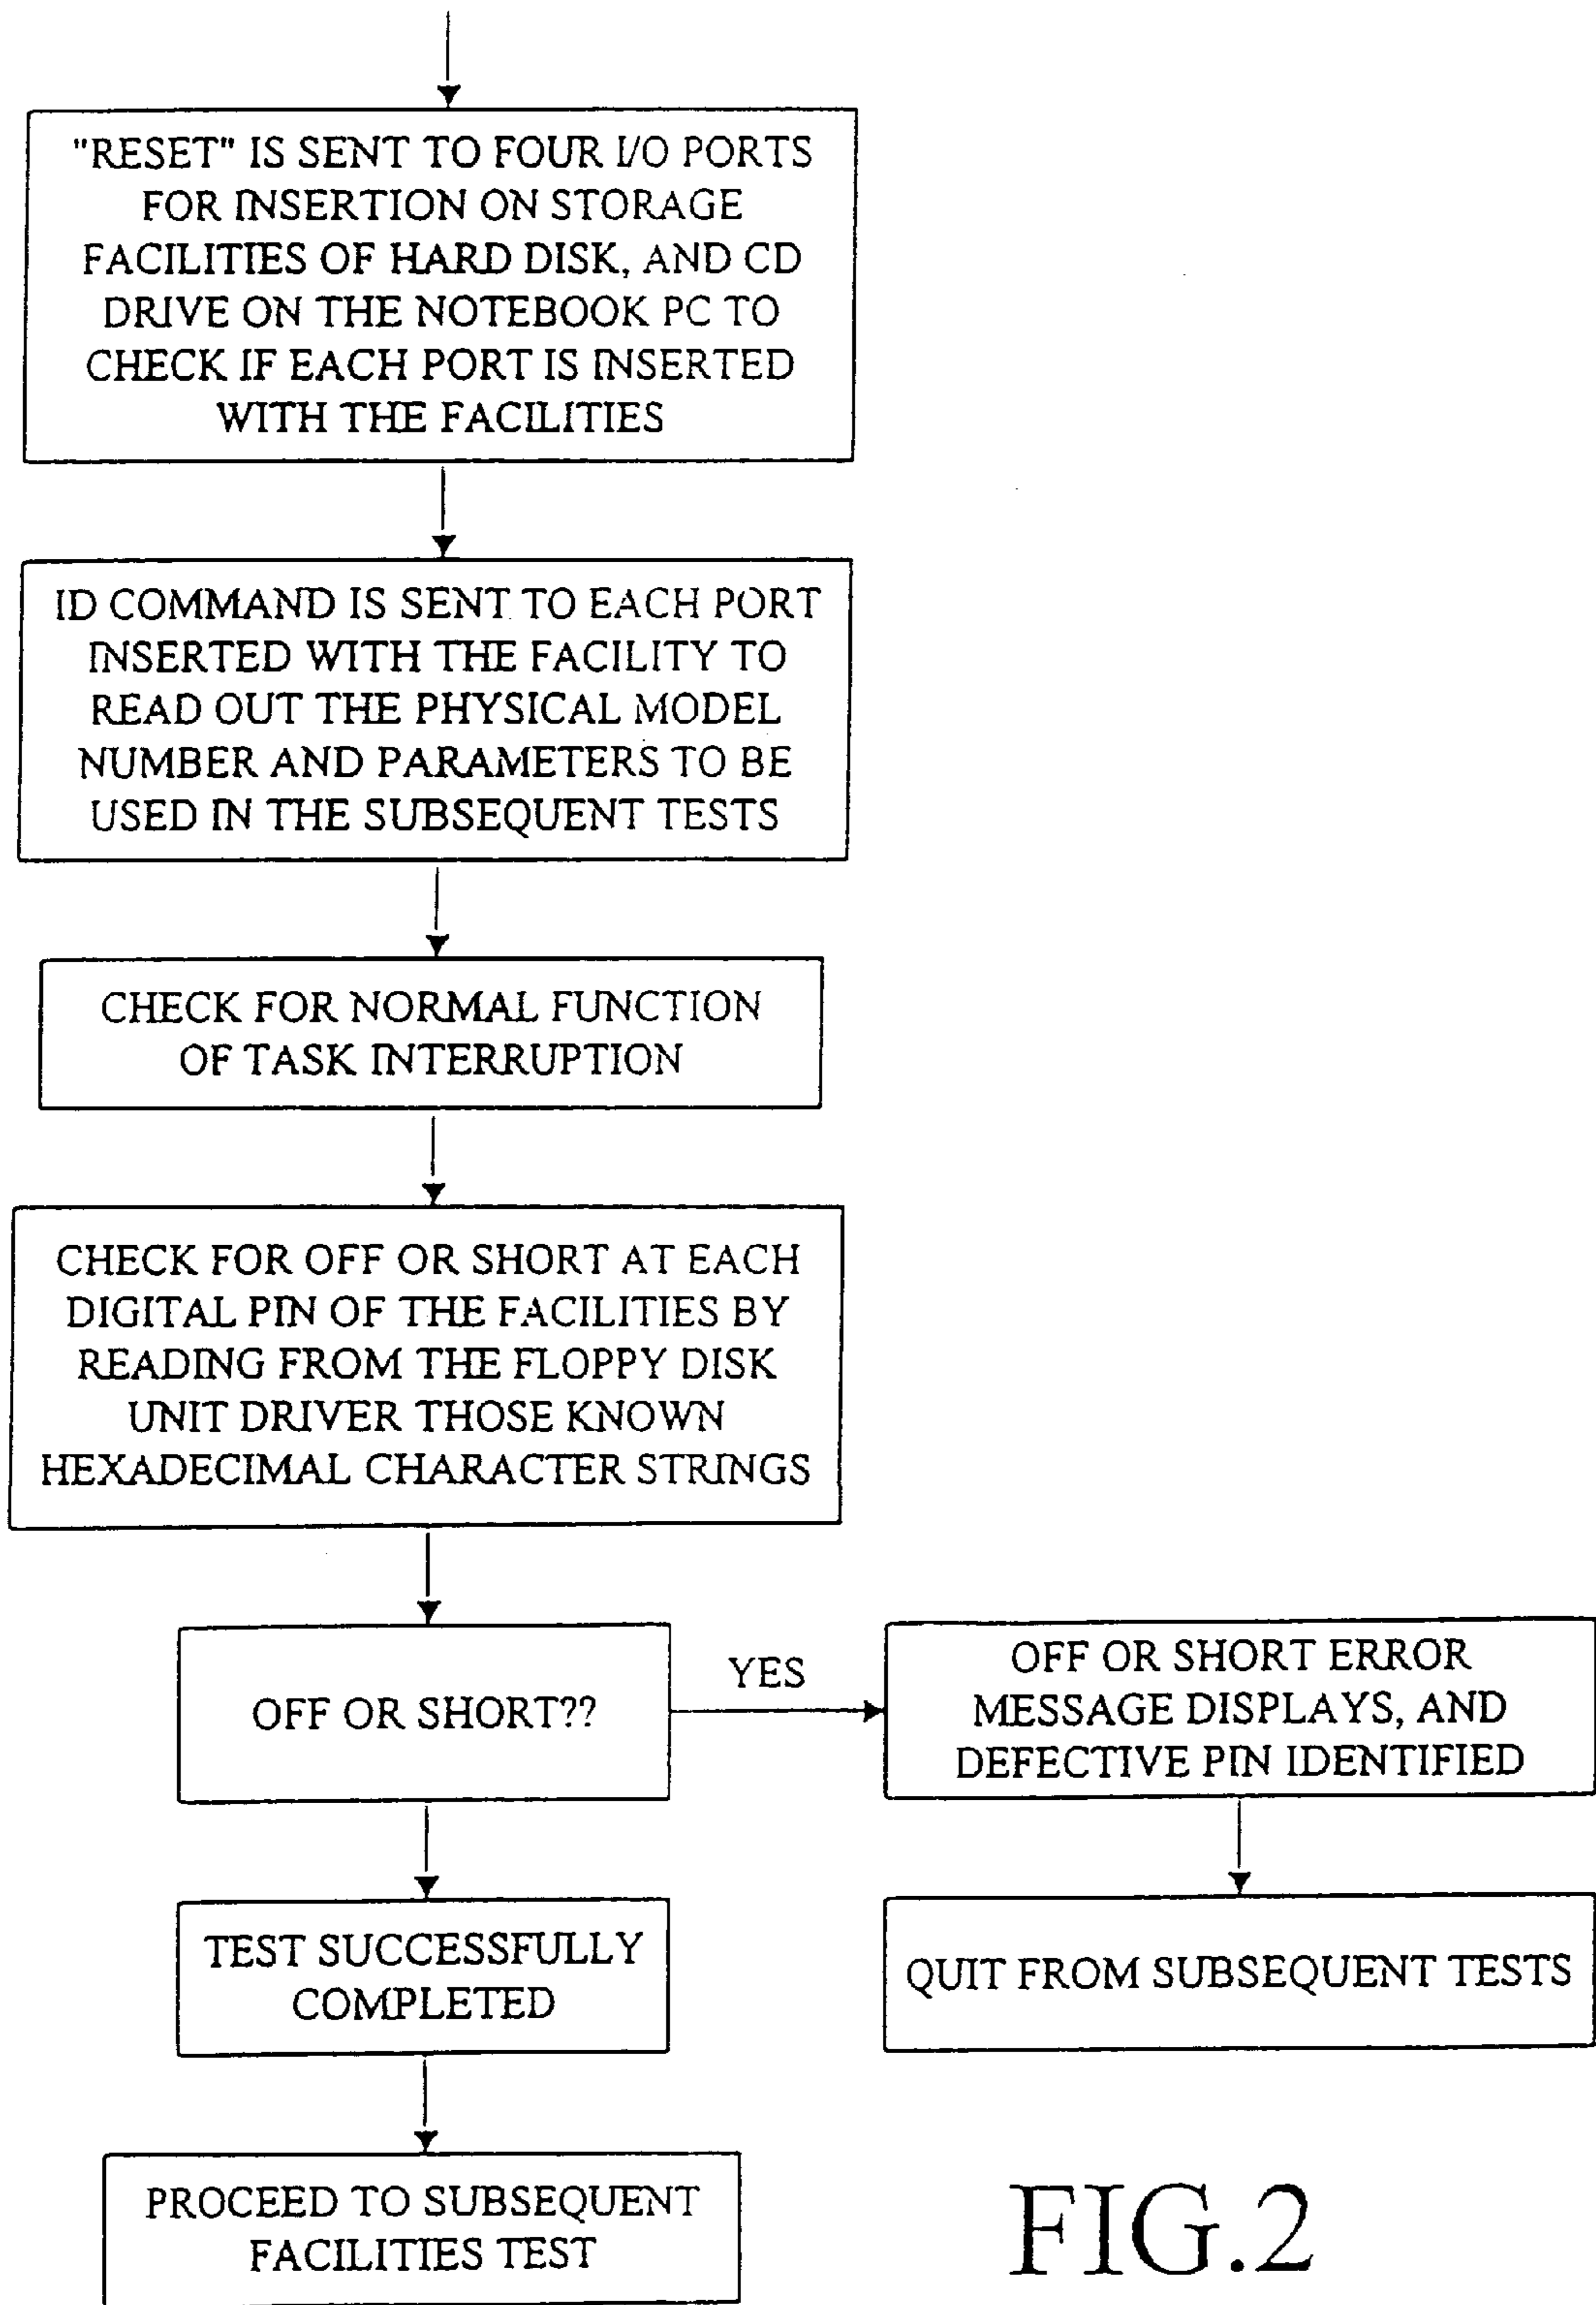 "RESET" IS SENT TO FOUR I/O PORTS
FOR INSERTION ON STORAGE
FACILITIES OF HARD DISK, AND CD
DRIVE ON THE NOTEBOOK PC TO
CHECK IF EACH PORT IS INSERTED
WITH THE FACILITIES
ID COMMAND IS SENT TO EACH PORT
INSERTED WITH THE FACILITY TO
READ OUT THE PHYSICAL MODEL
NUMBER AND PARAMETERS TO BE
USED IN THE SUBSEQUENT TESTS
CHECK FOR NORMAL FUNCTION
OF TASK INTERRUPTION
CHECK FOR OFF OR SHORT AT EACH
DIGITAL PIN OF THE FACILITIES BY
READING FROM THE FLOPPY DISK
UNIT DRIVER THOSE KNOWN
HEXADECIMAL CHARACTER STRINGS
OFF OR SHORT??
YES
OFF OR SHORT ERROR
MESSAGE DISPLAYS, AND
DEFECTIVE PIN IDENTIFIED
TEST SUCCESSFULLY
COMPLETED
QUIT FROM SUBSEQUENT TESTS
PROCEED TO SUBSEQUENT
FACILITIES TEST
FIG.2